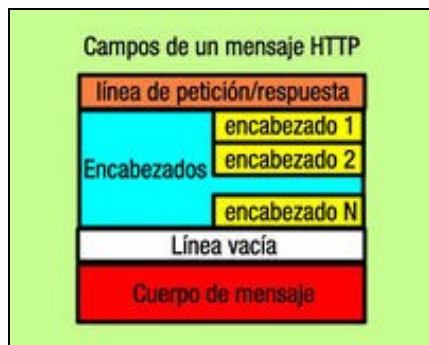 Campos de un mensaje HTTP
línea de petición/respuesta
encabezado 1
encabezado 2
Encabezados
encabezado N
Línea vacía
Cuerpo de mensaje